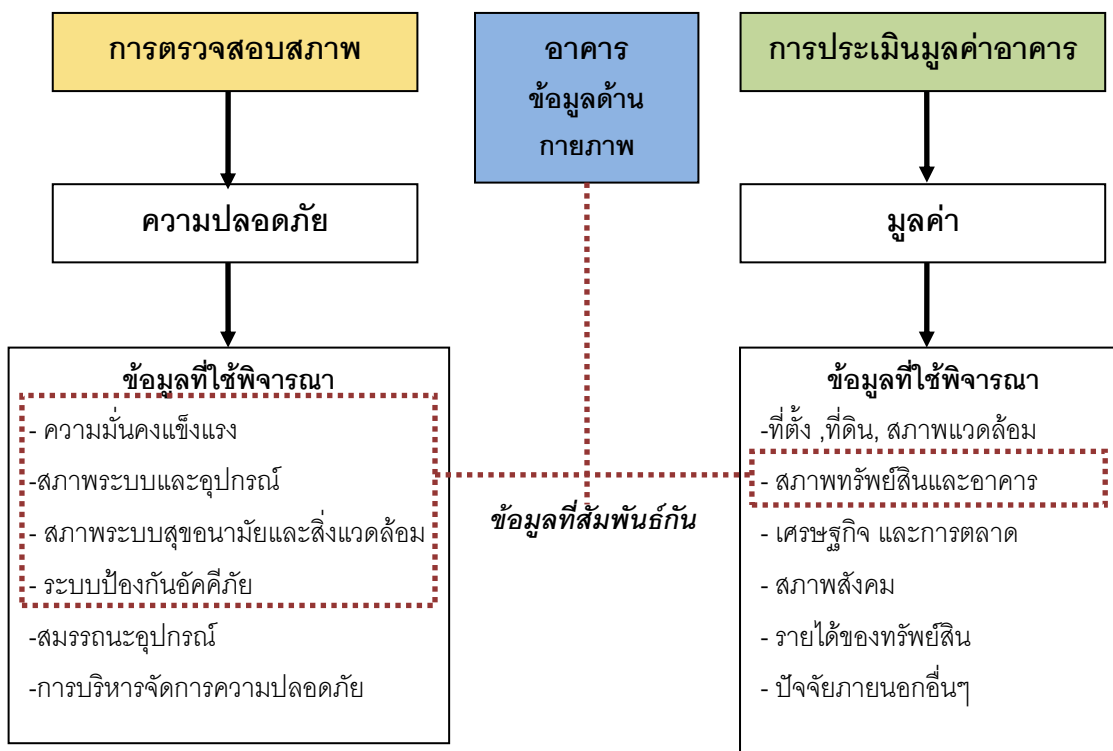 การตรวจสอบสภาพ
ความปลอดภัย
ข้อมูลที่ใช้พิจารณา
- ความมั่นคงแข็งแรง
-สภาพระบบและอุปกรณ์
- สภาพระบบสุขอนามัยและสิ่งแวดล้อม
- ระบบป้องกันอัคคีภัย
-สมรรถนะอุปกรณ์
-การบริหารจัดการความปลอดภัย
อาคาร
ข้อมูลด้าน
กายภาพ
ข้อมูลที่สัมพันธ์กัน
การประเมินมูลค่าอาคาร
มูลค่า
ข้อมูลที่ใช้พิจารณา
-ที่ตั้ง ,ที่ดิน, สภาพแวดล้อม
- สภาพทรัพย์สินและอาคาร
- เศรษฐกิจ และการตลาด
- สภาพสังคม
- รายได้ของทรัพย์สิน
- ปัจจัยภายนอกอื่นๆ